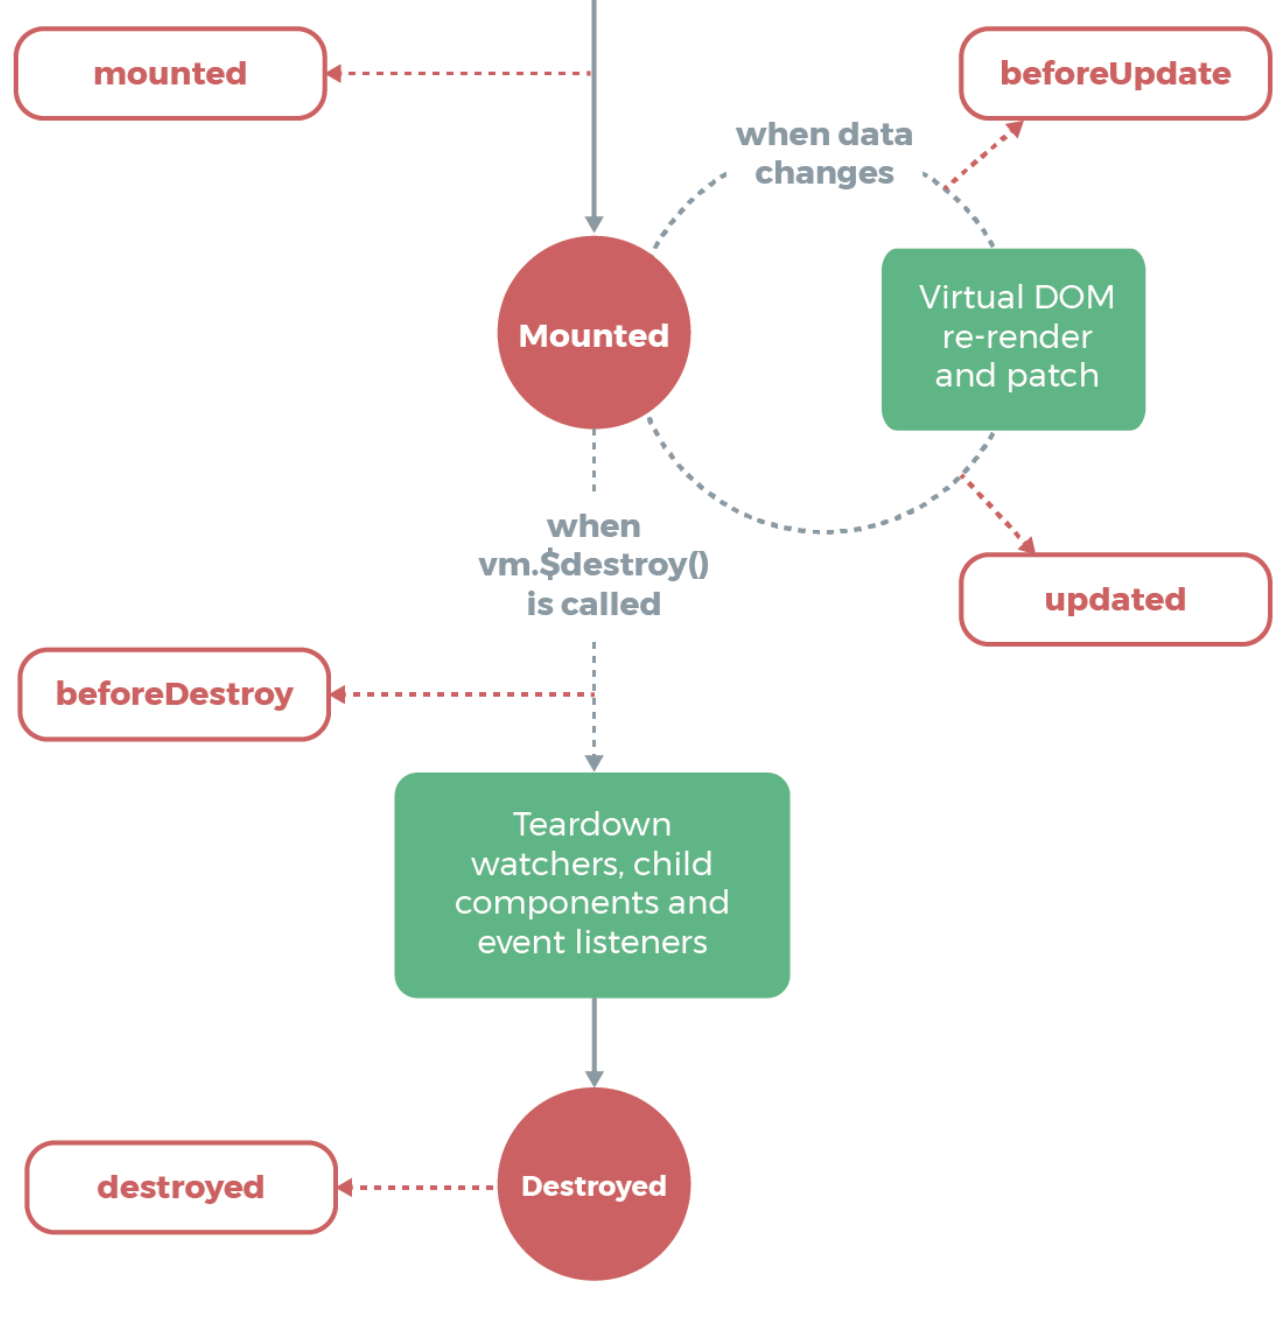 mounted
beforeUpdate
when data
changes
Mounted
Virtual DOM
re-render
and patch
when
vm.$destroy()
is called
updated
beforeDestroy
Teardown
watchers, child
components and
event listeners
destroyed
Destroyed